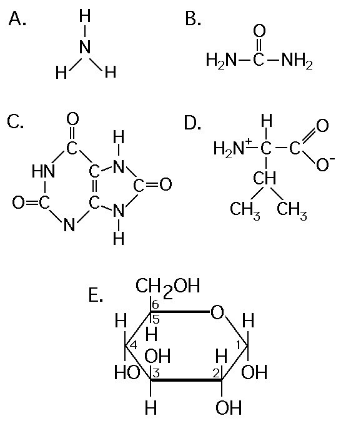 A.
H
N
H H
B.
O
H₂N–C–NH₂
C.
O
H
C
N
HN C
C=O
O=C C
N N
H
D.
H
O
H₂N⁺–C–C
O⁻
CH
CH₃ CH₃
E.
CH₂OH
6
5 O
H H H
4 OH H 1
HO 3 2 OH
H OH